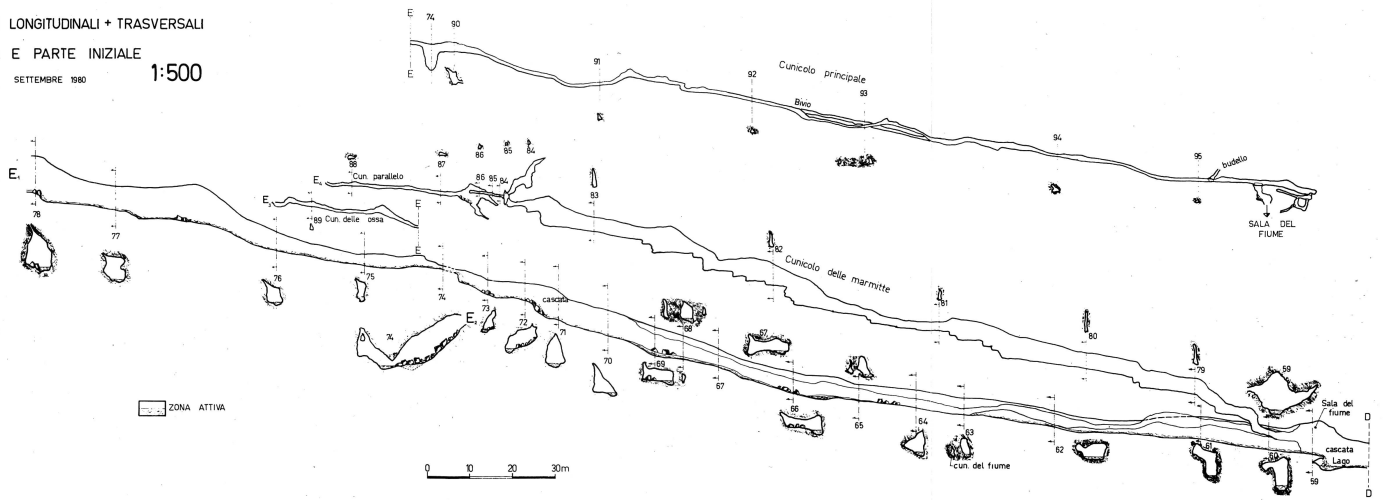 LONGITUDINALI + TRASVERSALI
E PARTE INIZIALE
SETTEMBRE 1980 1:500
E 74 90
E
91
92
Cunicolo principale
93
Bivio
94
95
budello
SALA DEL
FIUME
E₁
78
77
88
Cun. parallelo
E₄
87
86
85
84
86
85
84
83
E₃
89
Cun. delle ossa
E
E
82
Cunicolo delle marmitte
81
80
79
76
75
74
73
72
cascata
71
70
74
E₂
69
68
67
67
66
65
64
63
cun. del fiume
62
61
60
59
Sala del
fiume
cascata
Lago
59
D
D
ZONA ATTIVA
0 10 20 30m